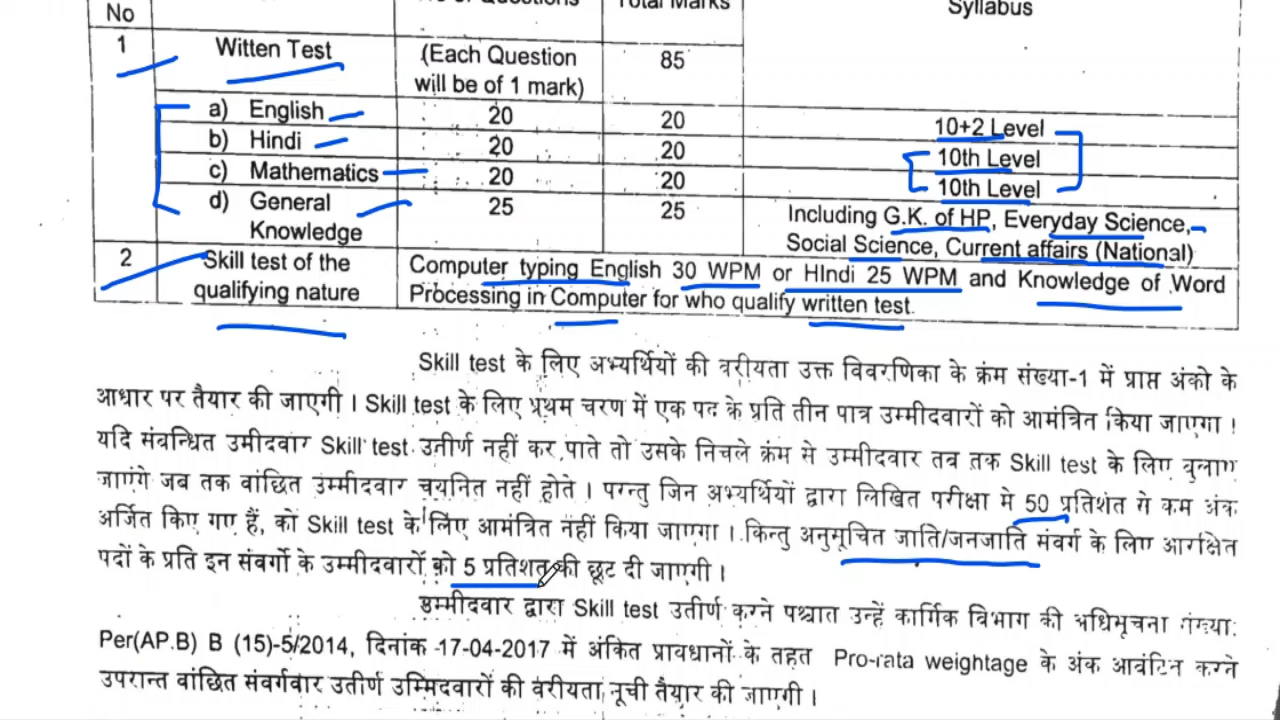 No of Questions Total Marks Syllabus
1 Witten Test (Each Question will be of 1 mark) 85
a) English 20 20 10+2 Level
b) Hindi 20 20 10th Level
c) Mathematics 20 20 10th Level
d) General Knowledge 25 25 Including G.K. of HP, Everyday Science, Social Science, Current affairs (National)
2 Skill test of the qualifying nature Computer typing English 30 WPM or HIndi 25 WPM and Knowledge of Word Processing in Computer for who qualify written test.
Skill test के लिए अभ्यर्थियों की वरीयता उक्त विवरणिका के क्रंम संख्या-1 में प्राप्त अंको के
आधार पर तैयार की जाएगी । Skill test के लिए प्रथम चरण में एक पद के प्रति तीन पात्र उम्मीदवारों को आमंत्रित किया जाएगा ।
यदि संबन्धित उमीदवार Skill test उतीर्ण नहीं कर पाते तो उसके निचले क्रंम से उम्मीदवार तब तक Skill test के लिए बुलाए
जाएंगे जब तक वांछित उम्मीदवार चयनित नहीं होते । परन्तु जिन अभ्यर्थियों द्वारा लिखित परीक्षा मे 50 प्रतिशत से कम अंक
अर्जित किए गए हैं, को Skill test के लिए आमंत्रित नहीं किया जाएगा । किन्तु अनुसूचित जाति/जनजाति संवर्ग के लिए आरक्षित
पदों के प्रति इन संवर्गो के उम्मीदवारों को 5 प्रतिशत की छूट दी जाएगी ।
उम्मीदवार द्वारा Skill test उतीर्ण करने पश्चात उन्हें कार्मिक विभाग की अधिसूचना संख्या:
Per(AP.B) B (15)-5/2014, दिनांक 17-04-2017 में अंकित प्रावधानों के तहत Pro-rata weightage के अंक आवंटित करने
उपरान्त वांछित संवर्गवार उतीर्ण उम्मिदवारों की वरीयता सूची तैयार की जाएगी ।